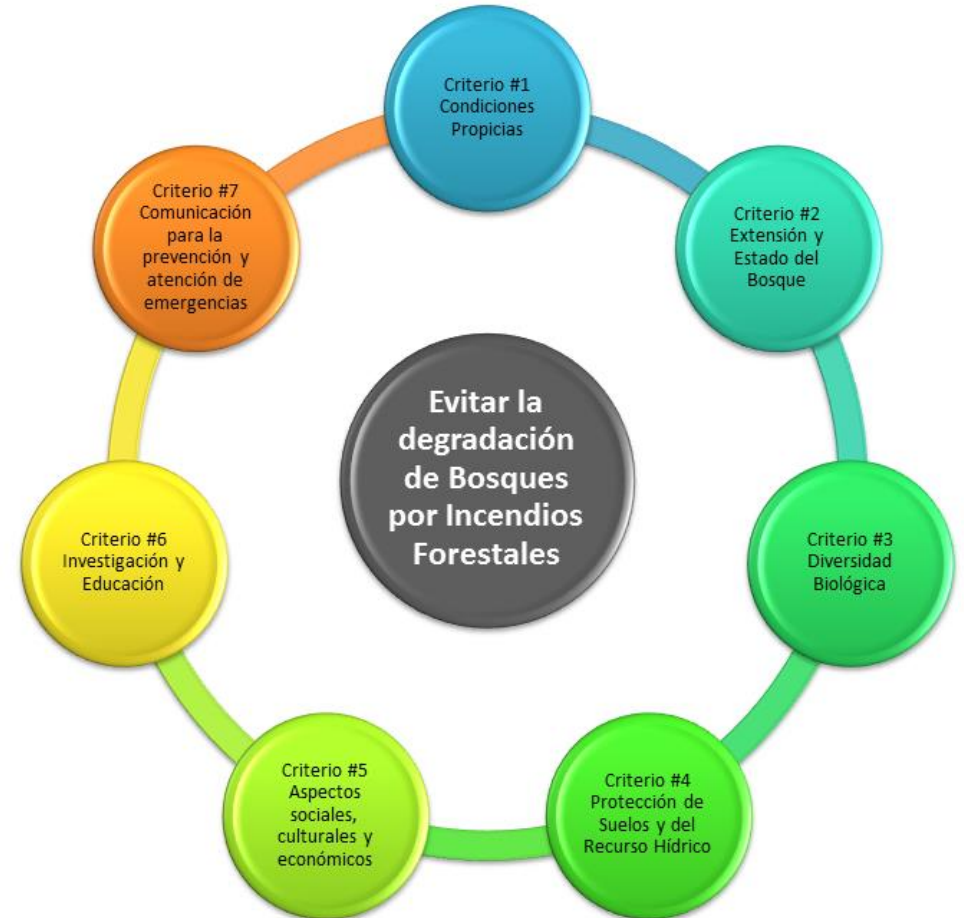 Criterio #1
Condiciones
Propicias
Criterio #2
Extensión y
Estado del
Bosque
Criterio #3
Diversidad
Biológica
Criterio #4
Protección de
Suelos y del
Recurso Hídrico
Criterio #5
Aspectos
sociales,
culturales y
económicos
Criterio #6
Investigación y
Educación
Criterio #7
Comunicación
para la
prevención y
atención de
emergencias
Evitar la
degradación
de Bosques
por Incendios
Forestales